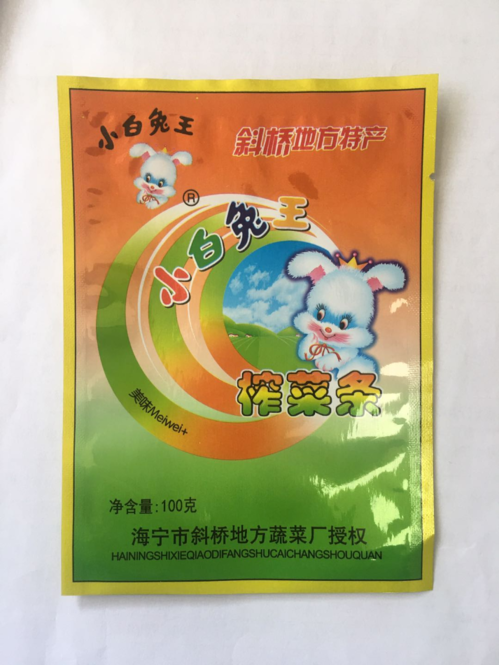 小白兔王
斜桥地方特产
®
小白兔王
榨菜条
美味Meiwei+
净含量:100克
海宁市斜桥地方蔬菜厂授权
HAININGSHIXIEQIAODIFANGSHUCAICHANGSHOUQUAN